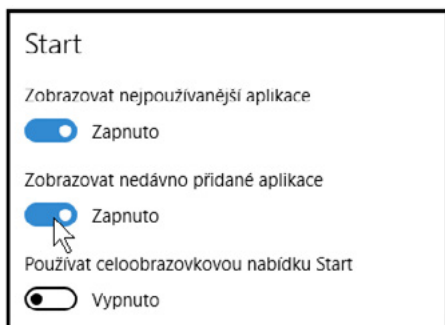 Start
Zobrazovat nejpoužívanější aplikace
Zapnuto
Zobrazovat nedávno přidané aplikace
Zapnuto
Používat celoobrazovkovou nabídku Start
Vypnuto